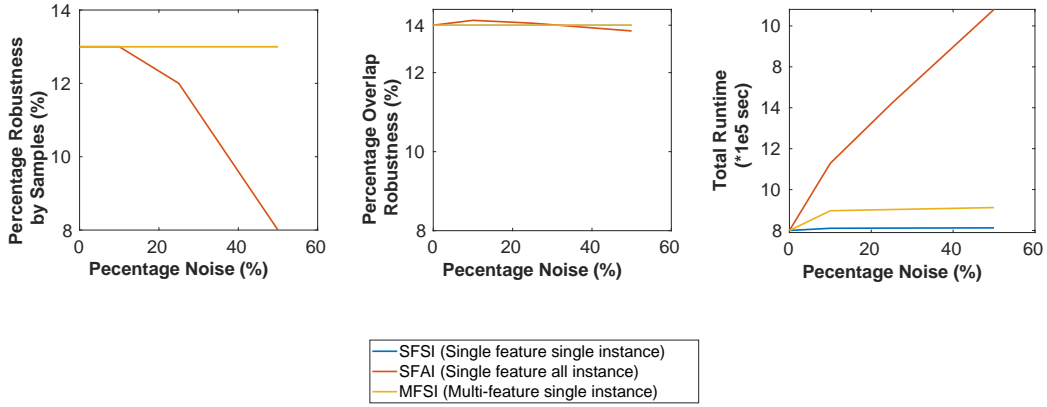 Percentage Robustness
by Samples (%)
14
12
10
8
0
20
40
60
Pecentage Noise (%)
Percentage Overlap
Robustness (%)
14
12
10
8
0
20
40
60
Pecentage Noise (%)
Total Runtime
(*1e5 sec)
10
14
12
10
8
0
20
40
60
Pecentage Noise (%)
SFSI (Single feature single instance)
SFAI (Single feature all instance)
MFSI (Multi-feature single instance)